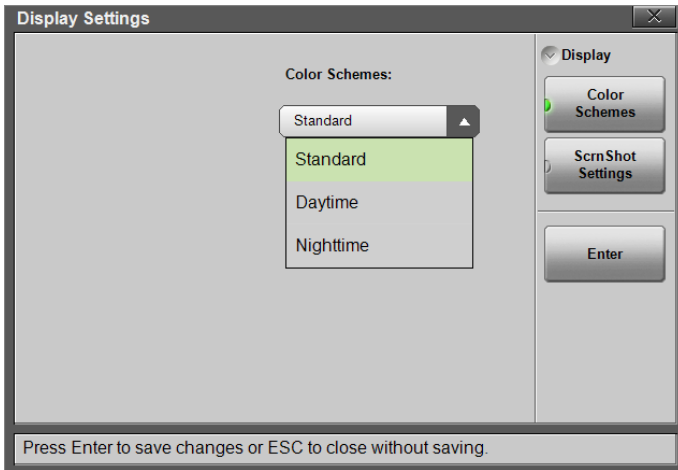 Display Settings
Color Schemes:
Standard
Standard
Daytime
Nighttime
Display
Color
Schemes
ScrnShot
Settings
Enter
Press Enter to save changes or ESC to close without saving.